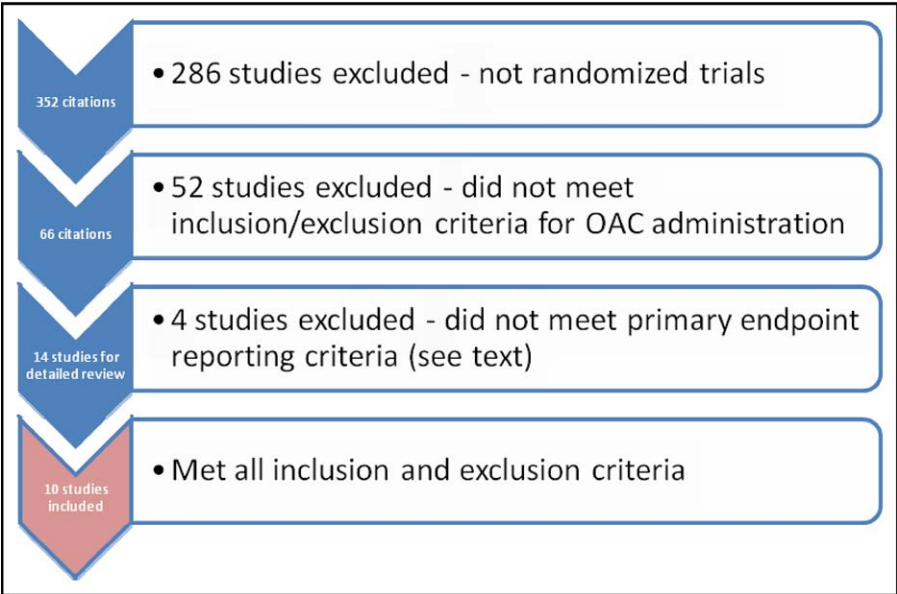 352 citations
• 286 studies excluded - not randomized trials
66 citations
• 52 studies excluded - did not meet
inclusion/exclusion criteria for OAC administration
14 studies for
detailed review
• 4 studies excluded - did not meet primary endpoint
reporting criteria (see text)
10 studies
included
• Met all inclusion and exclusion criteria